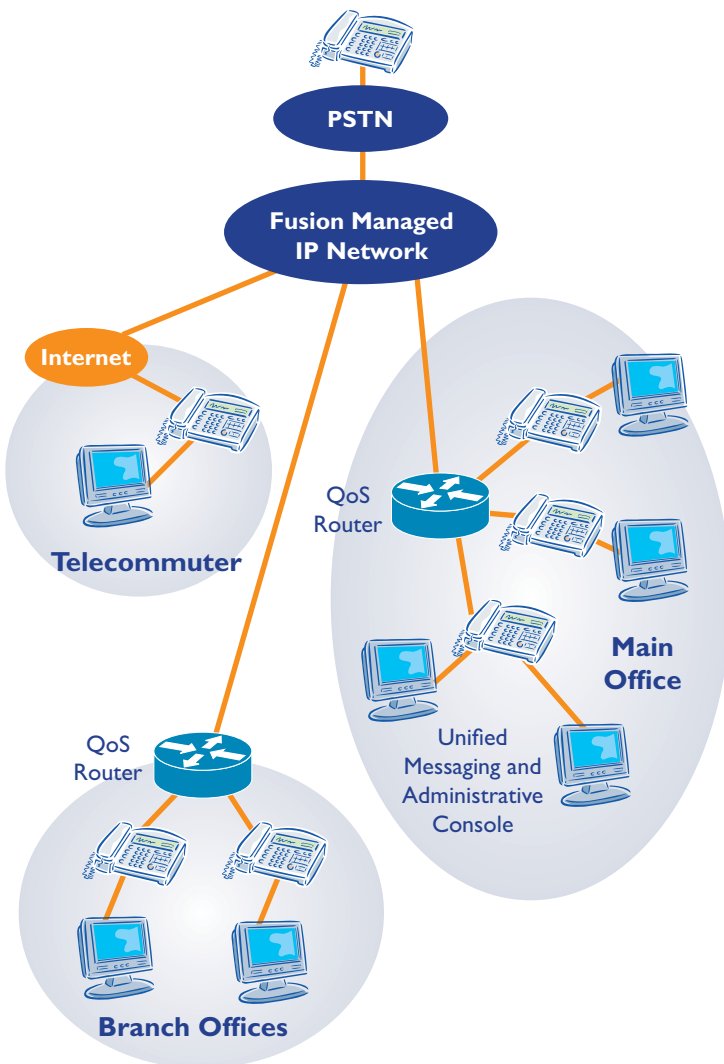 PSTN
Fusion Managed
IP Network
Internet
Telecommuter
QoS
Router
Main
Office
Unified
Messaging and
Administrative
Console
QoS
Router
Branch Offices